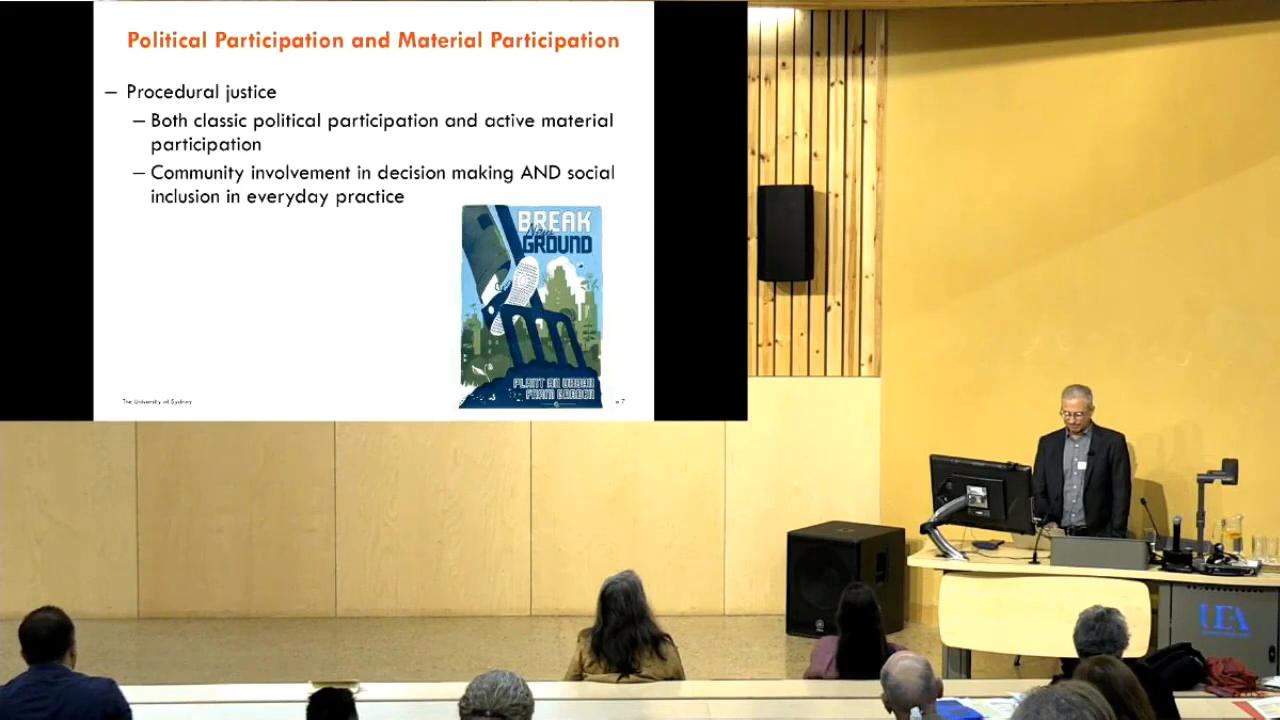 Political Participation and Material Participation
– Procedural justice
– Both classic political participation and active material
participation
– Community involvement in decision making AND social
inclusion in everyday practice
BREAK
New
GROUND
PLANT AN URBAN
FARM GARDEN
The University of Sydney
7
UEA